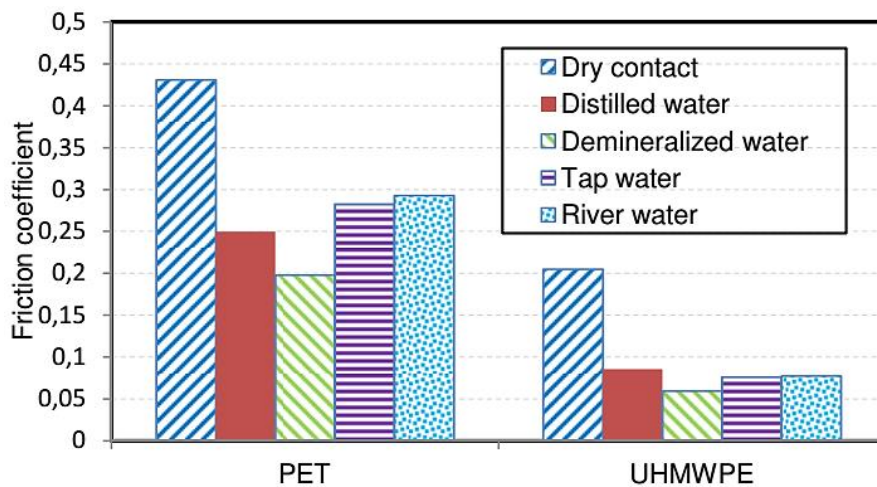 0,5
0,45
0,4
0,35
0,3
0,25
0,2
0,15
0,1
0,05
0
Friction coefficient
Dry contact
Distilled water
Demineralized water
Tap water
River water
PET
UHMWPE